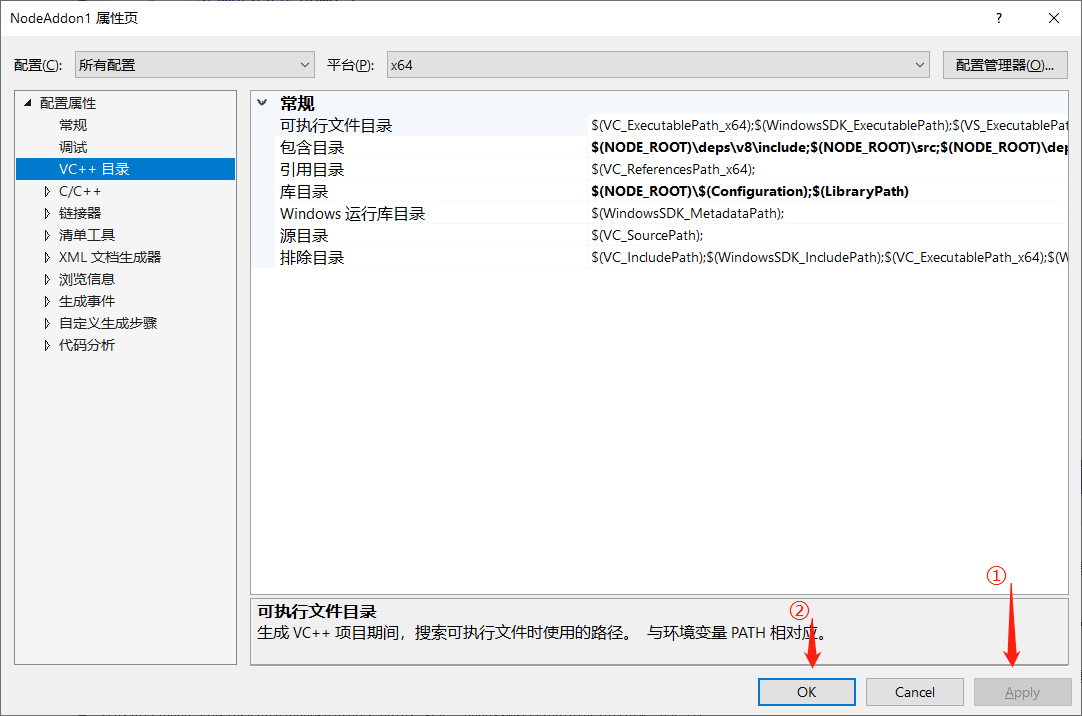 NodeAddon1 属性页
?
配置(C): 所有配置 平台(P): x64 配置管理器(O)...
配置属性
常规
调试
VC++ 目录
C/C++
链接器
清单工具
XML 文档生成器
浏览信息
生成事件
自定义生成步骤
代码分析
常规
可执行文件目录 $(VC_ExecutablePath_x64);$(WindowsSDK_ExecutablePath);$(VS_ExecutablePat
包含目录 $(NODE_ROOT)\deps\v8\include;$(NODE_ROOT)\src;$(NODE_ROOT)\dep
引用目录 $(VC_ReferencesPath_x64);
库目录 $(NODE_ROOT)\$(Configuration);$(LibraryPath)
Windows 运行库目录 $(WindowsSDK_MetadataPath);
源目录 $(VC_SourcePath);
排除目录 $(VC_IncludePath);$(WindowsSDK_IncludePath);$(VC_ExecutablePath_x64);$(W
可执行文件目录
生成 VC++ 项目期间，搜索可执行文件时使用的路径。 与环境变量 PATH 相对应。
①
②
OK Cancel Apply